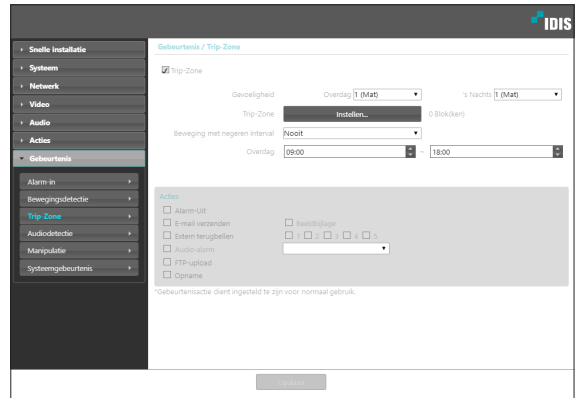 IDIS
Snelle installatie
Systeem
Netwerk
Video
Audio
Acties
Gebeurtenis
Alarm-in
Bewegingsdetectie
Trip-Zone
Audiodetectie
Manipulatie
Systeemgebeurtenis
Gebeurtenis / Trip-Zone
Trip-Zone
Gevoeligheid Overdag 1 (Mat) 's Nachts 1 (Mat)
Trip-Zone Instellen... 0 Blok(ken)
Beweging met negeren interval Nooit
Overdag 09:00 ~ 18:00
Acties
Alarm-Uit
E-mail verzenden Beeldbijlage
Extern terugbellen 1 2 3 4 5
Audio-alarm
FTP-upload
Opname
*Gebeurtenisactie dient ingesteld te zijn voor normaal gebruik.